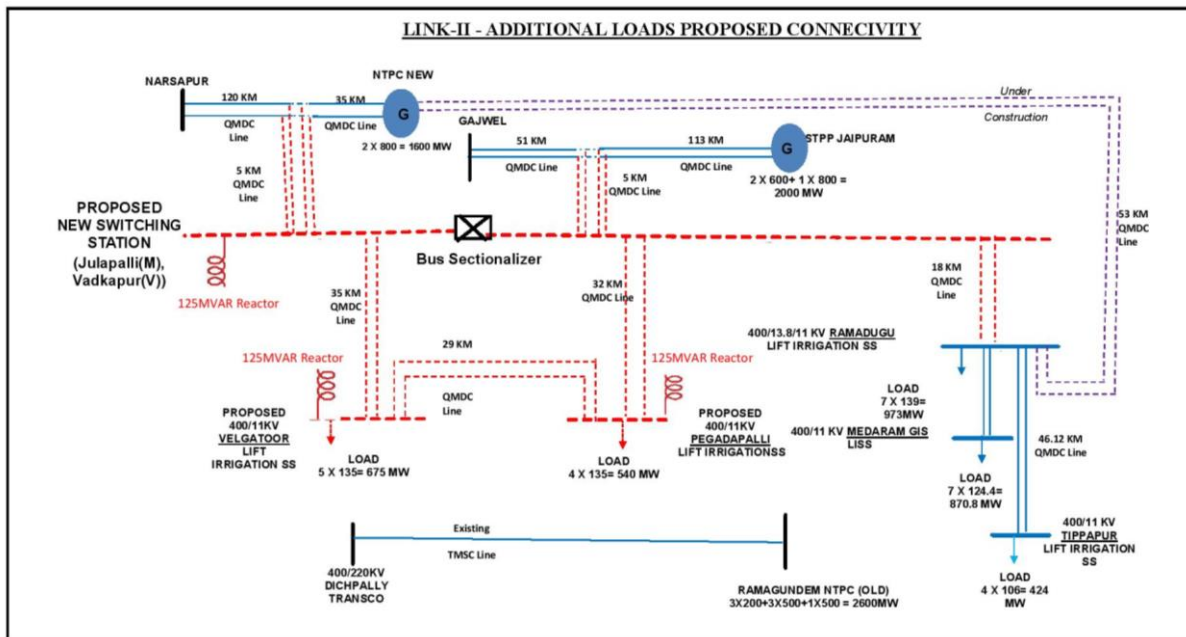 LINK-II - ADDITIONAL LOADS PROPOSED CONNECIVITY
NARSAPUR
120 KM
QMDC
Line
35 KM
QMDC Line
NTPC NEW
G
2 X 800 = 1600 MW
Under
Construction
GAJWEL
51 KM
QMDC Line
113 KM
QMDC Line
G
STPP JAIPURAM
2 X 600+ 1 X 800 =
2000 MW
5 KM
QMDC
Line
5 KM
QMDC
Line
53 KM
QMDC
Line
PROPOSED
NEW SWITCHING
STATION
(Julapalli(M),
Vadkapur(V))
125MVAR Reactor
Bus Sectionalizer
35 KM
QMDC
Line
32 KM
QMDC
Line
18 KM
QMDC
Line
125MVAR Reactor
29 KM
QMDC
Line
125MVAR Reactor
400/13.8/11 KV RAMADUGU
LIFT IRRIGATION SS
PROPOSED
400/11KV
VELGATOOR
LIFT
IRRIGATION SS
LOAD
5 X 135= 675 MW
LOAD
4 X 135= 540 MW
PROPOSED
400/11KV
PEGADAPALLI
LIFT IRRIGATIONSS
LOAD
7 X 139=
973MW
400/11 KV MEDARAM GIS
LISS
46.12 KM
QMDC Line
LOAD
7 X 124.4=
870.8 MW
400/11 KV
TIPPAPUR
LIFT IRRIGATION
SS
LOAD
4 X 106= 424
MW
Existing
TMSC Line
400/220KV
DICHPALLY
TRANSCO
RAMAGUNDEM NTPC (OLD)
3X200+3X500+1X500 = 2600MW